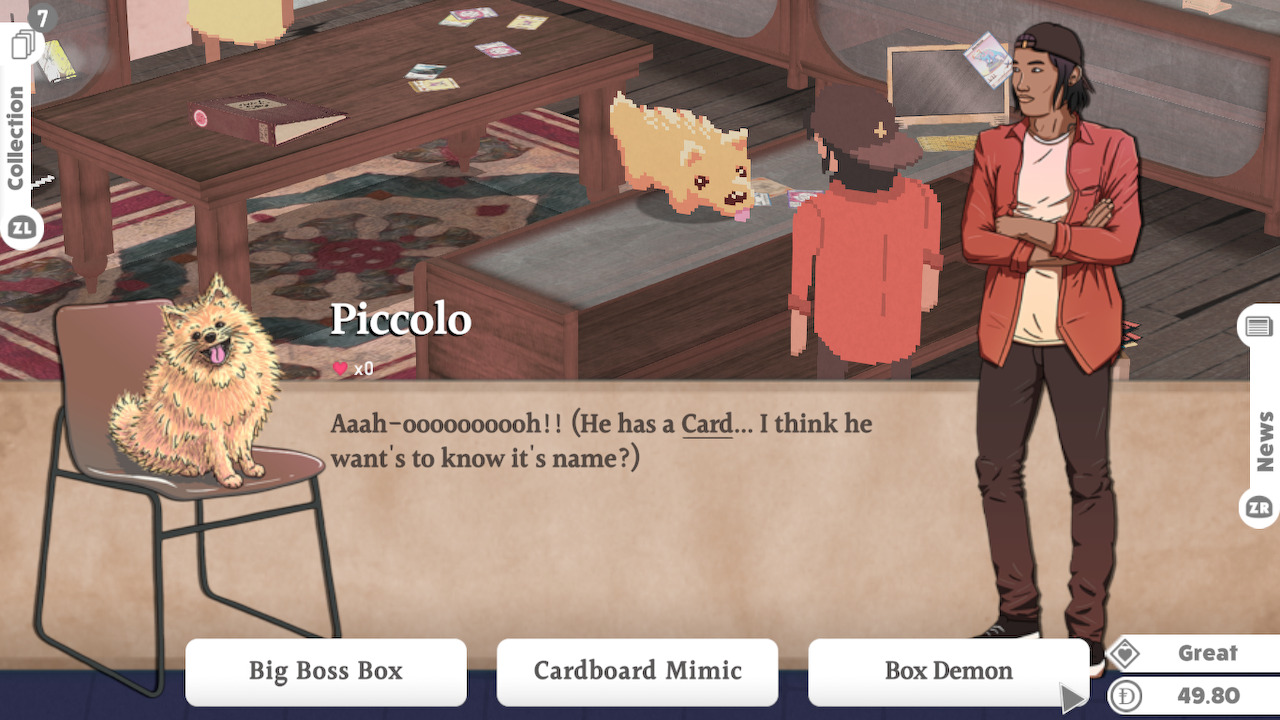 7
Collection
ZL
Piccolo
x0
Aaah-oooooooooh!! (He has a Card... I think he
want's to know it's name?)
News
ZR
Big Boss Box
Cardboard Mimic
Box Demon
Great
49.80